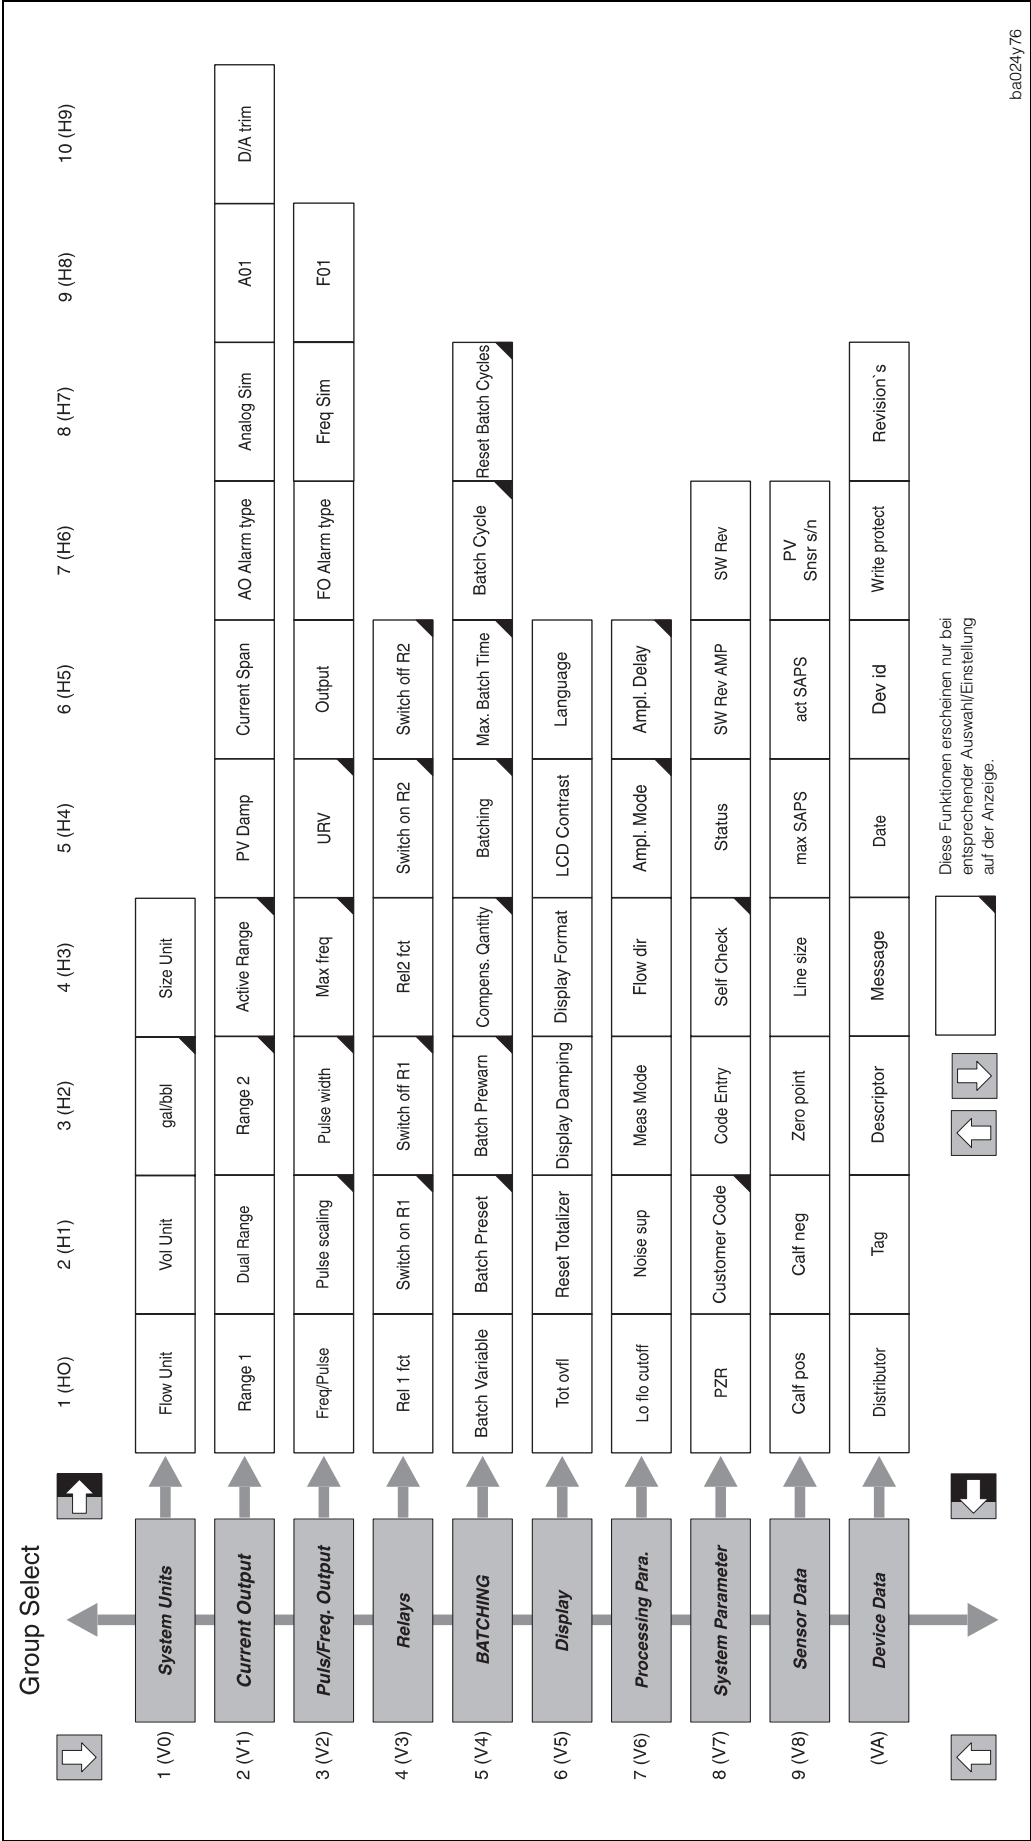 Group Select
1 (HO)
2 (H1)
3 (H2)
4 (H3)
5 (H4)
6 (H5)
7 (H6)
8 (H7)
9 (H8)
10 (H9)
1 (V0)
System Units
Flow Unit
Vol Unit
gal/bbl
Size Unit
2 (V1)
Current Output
Range 1
Dual Range
Range 2
Active Range
PV Damp
Current Span
AO Alarm type
Analog Sim
A01
D/A trim
3 (V2)
Puls/Freq. Output
Freq/Pulse
Pulse scaling
Pulse width
Max freq
URV
Output
FO Alarm type
Freq Sim
F01
4 (V3)
Relays
Rel 1 fct
Switch on R1
Switch off R1
Rel2 fct
Switch on R2
Switch off R2
5 (V4)
BATCHING
Batch Variable
Batch Preset
Batch Prewarn
Compens. Qantity
Batching
Max. Batch Time
Batch Cycle
Reset Batch Cycles
6 (V5)
Display
Tot ovfl
Reset Totalizer
Display Damping
Display Format
LCD Contrast
Language
7 (V6)
Processing Para.
Lo flo cutoff
Noise sup
Meas Mode
Flow dir
Ampl. Mode
Ampl. Delay
8 (V7)
System Parameter
PZR
Customer Code
Code Entry
Self Check
Status
SW Rev AMP
SW Rev
9 (V8)
Sensor Data
Calf pos
Calf neg
Zero point
Line size
max SAPS
act SAPS
PV
Snsr s/n
(VA)
Device Data
Distributor
Tag
Descriptor
Message
Date
Dev id
Write protect
Revision`s
Diese Funktionen erscheinen nur bei
entsprechender Auswahl/Einstellung
auf der Anzeige.
ba024y76